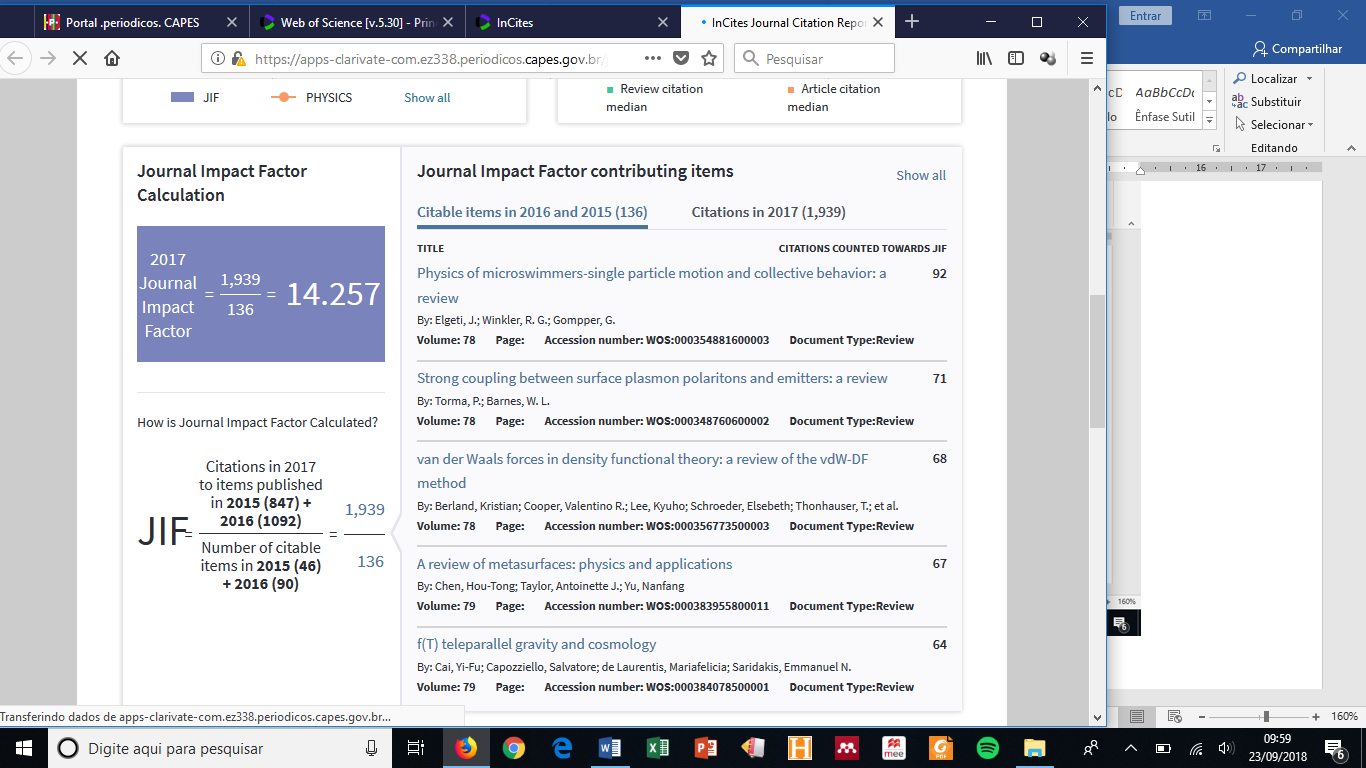 Portal .periodicos. CAPES
Web of Science [v.5.30] - Prin
InCites
InCites Journal Citation Repor
Entrar
https://apps-clarivate-com.ez338.periodicos.capes.gov.br/
Pesquisar
Compartilhar
JIF
PHYSICS
Show all
Review citation
median
Article citation
median
AaBbCcDc
Ênfase Sutil
Localizar
Substituir
Selecionar
Editando
16
17
Journal Impact Factor
Calculation
2017
Journal
Impact
Factor
= 1,939
136
= 14.257
How is Journal Impact Factor Calculated?
JIF
=
Citations in 2017
to items published
in 2015 (847) +
2016 (1092)
Number of citable
items in 2015 (46)
+ 2016 (90)
= 1,939
136
Journal Impact Factor contributing items
Show all
Citable items in 2016 and 2015 (136)
Citations in 2017 (1,939)
TITLE
CITATIONS COUNTED TOWARDS JIF
Physics of microswimmers-single particle motion and collective behavior: a
review
92
By: Elgeti, J.; Winkler, R. G.; Gompper, G.
Volume: 78 Page: Accession number: WOS:000354881600003 Document Type:Review
Strong coupling between surface plasmon polaritons and emitters: a review
71
By: Torma, P.; Barnes, W. L.
Volume: 78 Page: Accession number: WOS:000348760600002 Document Type:Review
van der Waals forces in density functional theory: a review of the vdW-DF
method
68
By: Berland, Kristian; Cooper, Valentino R.; Lee, Kyuho; Schroeder, Elsebeth; Thonhauser, T.; et al.
Volume: 78 Page: Accession number: WOS:000356773500003 Document Type:Review
A review of metasurfaces: physics and applications
67
By: Chen, Hou-Tong; Taylor, Antoinette J.; Yu, Nanfang
Volume: 79 Page: Accession number: WOS:000383955800011 Document Type:Review
f(T) teleparallel gravity and cosmology
64
By: Cai, Yi-Fu; Capozziello, Salvatore; de Laurentis, Mariafelicia; Saridakis, Emmanuel N.
Volume: 79 Page: Accession number: WOS:000384078500001 Document Type:Review
Transferindo dados de apps-clarivate-com.ez338.periodicos.capes.gov.br...
160%
6
160%
Digite aqui para pesquisar
mee
PDF
09:59
23/09/2018
6